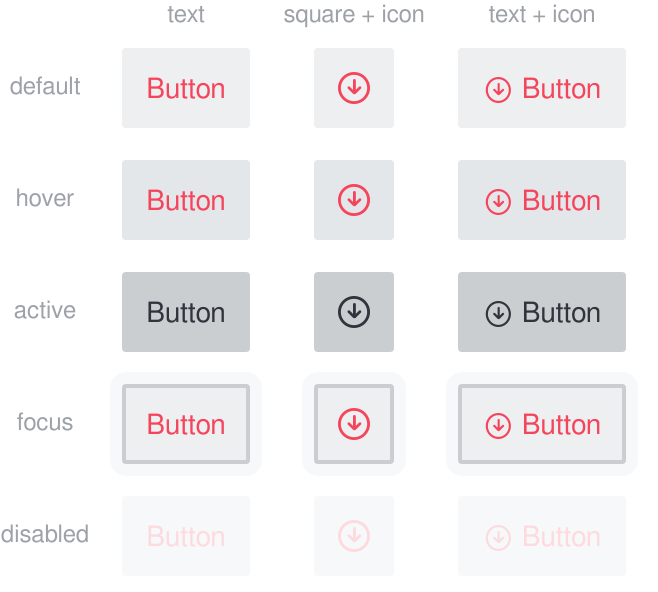 text square + icon text + icon
default Button Button
hover Button Button
active Button Button
focus Button Button
disabled Button Button